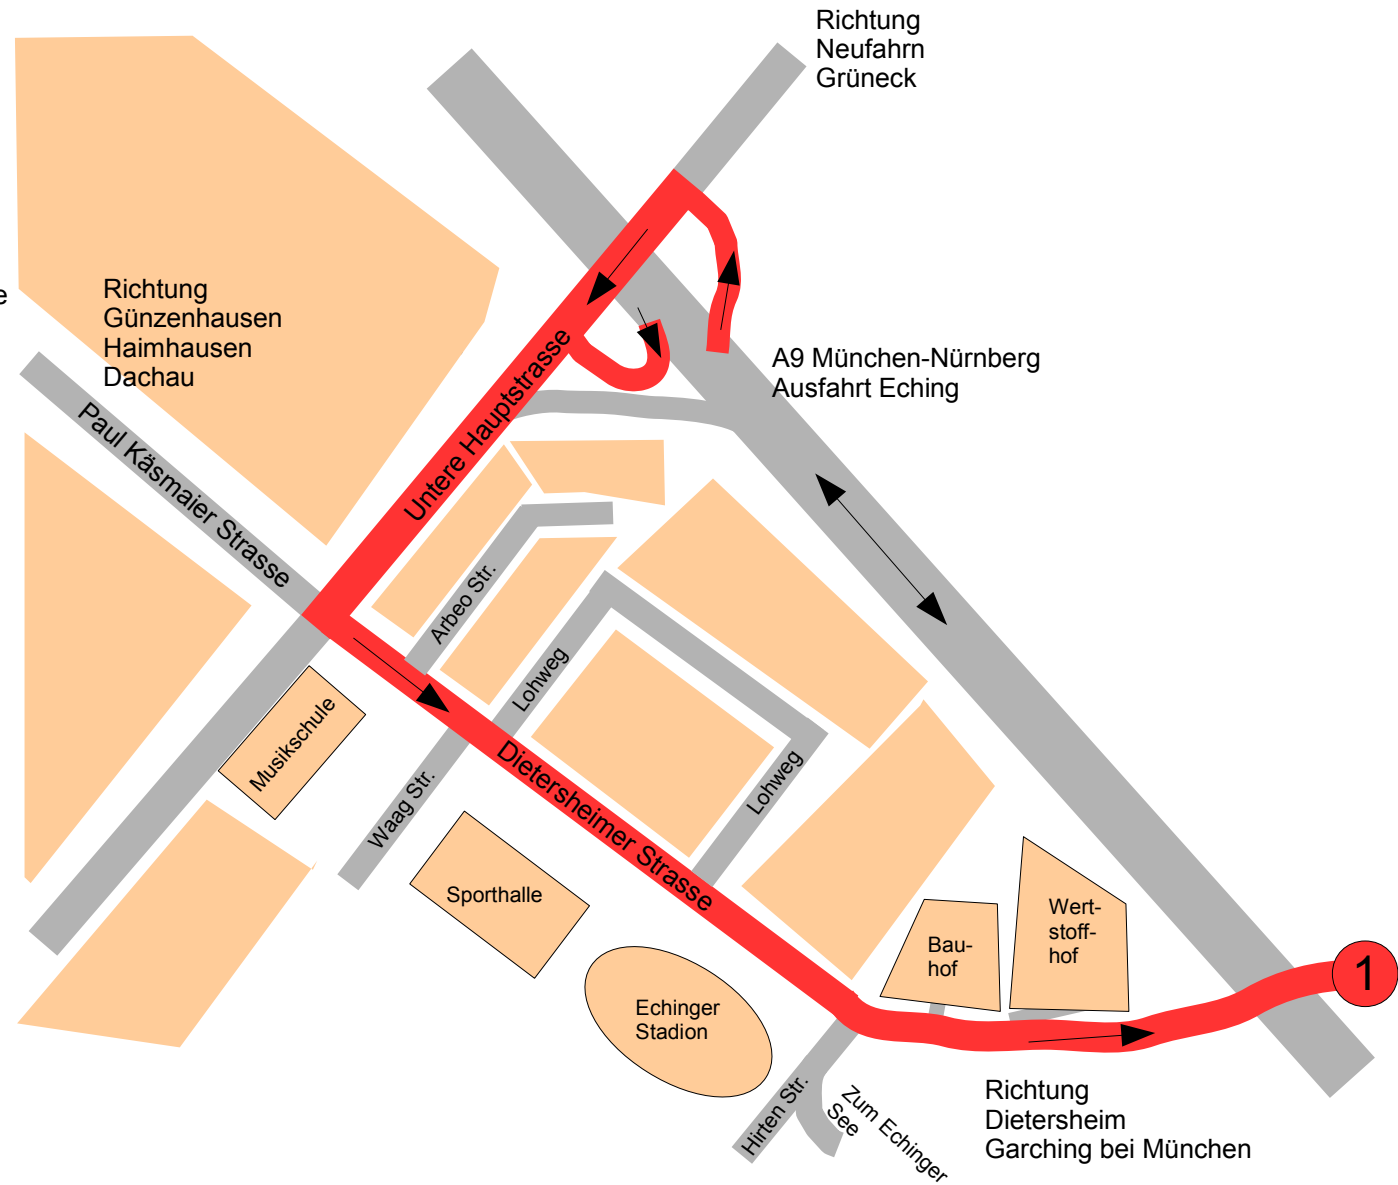 Richtung
Neufahrn
Grüneck
e
Richtung
Günzenhausen
Haimhausen
Dachau
A9 München-Nürnberg
Ausfahrt Eching
Untere Hauptstrasse
Paul Käsmaier Strasse
Arbeo Str.
Lohweg
Musikschule
Waag Str.
Dietersheimer Strasse
Lohweg
Sporthalle
Echinger
Stadion
Bau-
hof
Wert-
stoff-
hof
1
Hirten Str.
Zum Echinger
See
Richtung
Dietersheim
Garching bei München